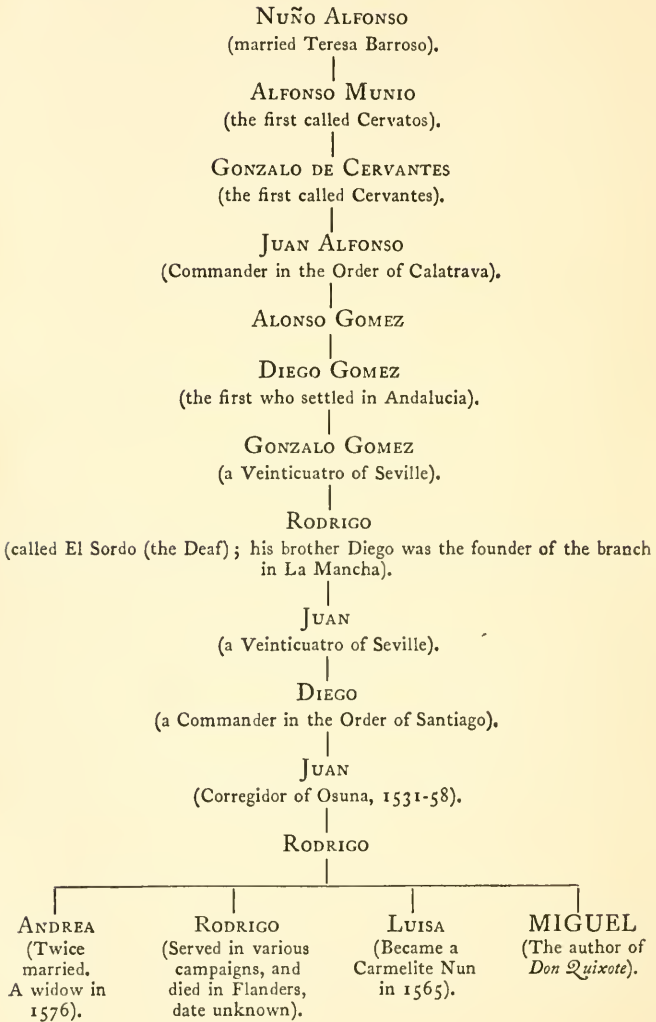 NUÑO ALFONSO
(married Teresa Barroso).
ALFONSO MUNIO
(the first called Cervatos).
GONZALO DE CERVANTES
(the first called Cervantes).
JUAN ALFONSO
(Commander in the Order of Calatrava).
ALONSO GOMEZ
DIEGO GOMEZ
(the first who settled in Andalucia).
GONZALO GOMEZ
(a Veinticuatro of Seville).
RODRIGO
(called El Sordo (the Deaf) ; his brother Diego was the founder of the branch
in La Mancha).
JUAN
(a Veinticuatro of Seville).
DIEGO
(a Commander in the Order of Santiago).
JUAN
(Corregidor of Osuna, 1531-58).
RODRIGO
ANDREA
(Twice
married.
A widow in
1576).
RODRIGO
(Served in various
campaigns, and
died in Flanders,
date unknown).
LUISA
(Became a
Carmelite Nun
in 1565).
MIGUEL
(The author of
Don Quixote).